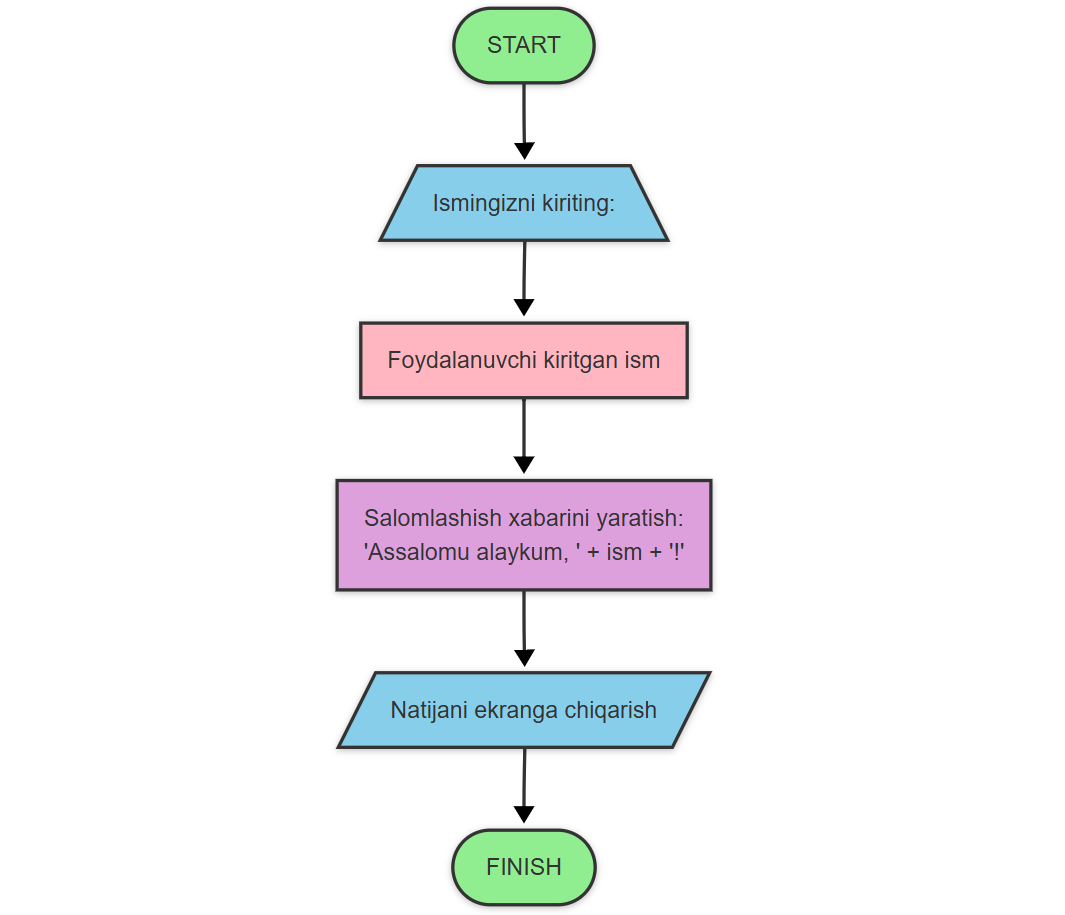 START
Ismingizni kiriting:
Foydalanuvchi kiritgan ism
Salomlashish xabarini yaratish:
'Assalomu alaykum, ' + ism + '!'
Natijani ekranga chiqarish
FINISH